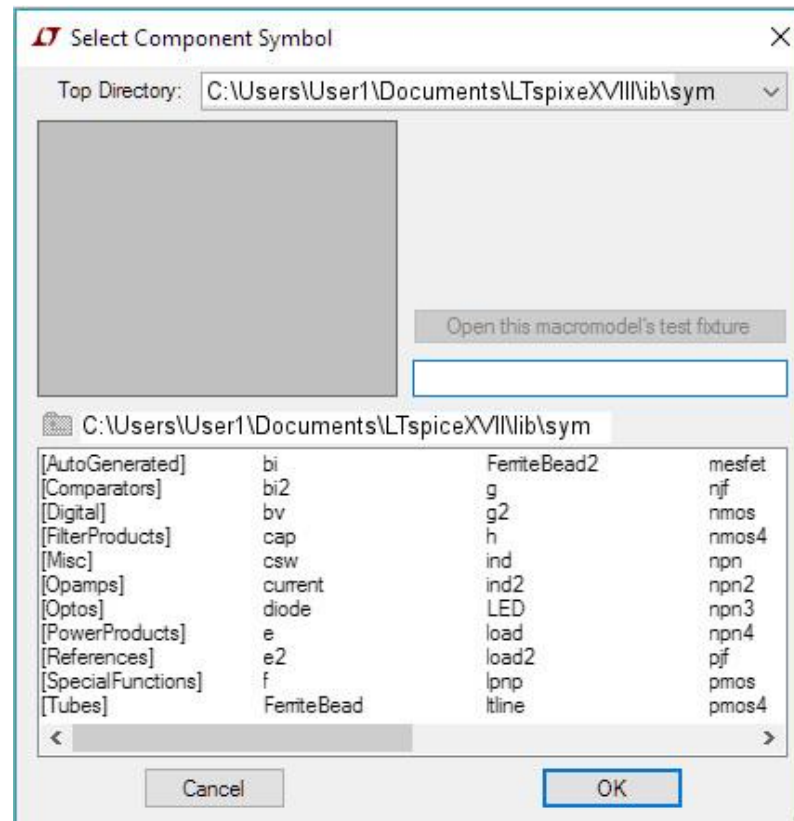 Select Component Symbol
Top Directory: C:\Users\User1\Documents\LTspixeXVIII\ib\sym
Open this macromodel's test fixture
C:\Users\User1\Documents\LTspiceXVII\lib\sym
[AutoGenerated] bi FerriteBead2 mesfet
[Comparators] bi2 g njf
[Digital] bv g2 nmos
[FilterProducts] cap h nmos4
[Misc] csw ind npn
[Opamps] current ind2 npn2
[Optos] diode LED npn3
[PowerProducts] e load npn4
[References] e2 load2 pjf
[SpecialFunctions] f lpnp pmos
[Tubes] FerriteBead ltline pmos4
Cancel OK